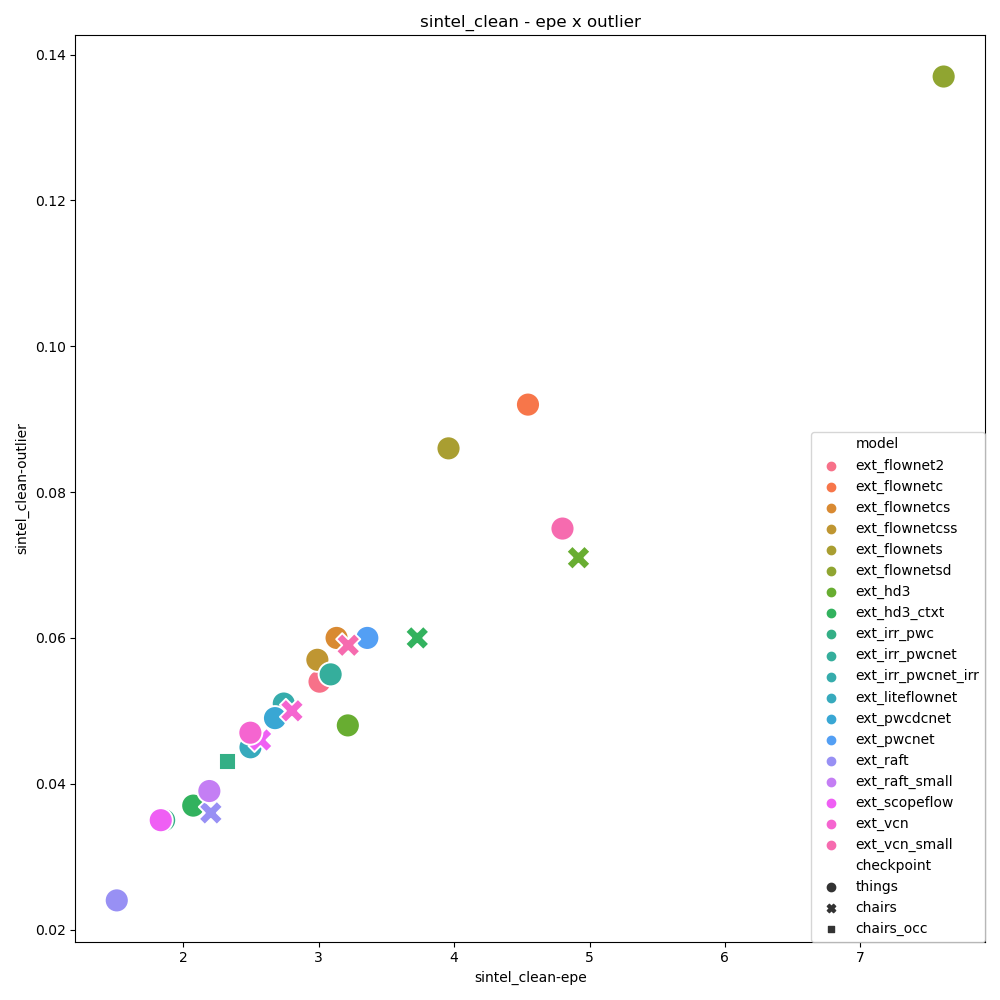 sintel_clean - epe x outlier
0.14
0.12
0.10
0.08
0.06
0.04
0.02
sintel_clean-outlier
model
ext_flownet2
ext_flownetc
ext_flownetcs
ext_flownetcss
ext_flownets
ext_flownetsd
ext_hd3
ext_hd3_ctxt
ext_irr_pwc
ext_irr_pwcnet
ext_irr_pwcnet_irr
ext_liteflownet
ext_pwcdcnet
ext_pwcnet
ext_raft
ext_raft_small
ext_scopeflow
ext_vcn
ext_vcn_small
checkpoint
things
chairs
chairs_occ
2 3 4 5 6 7
sintel_clean-epe